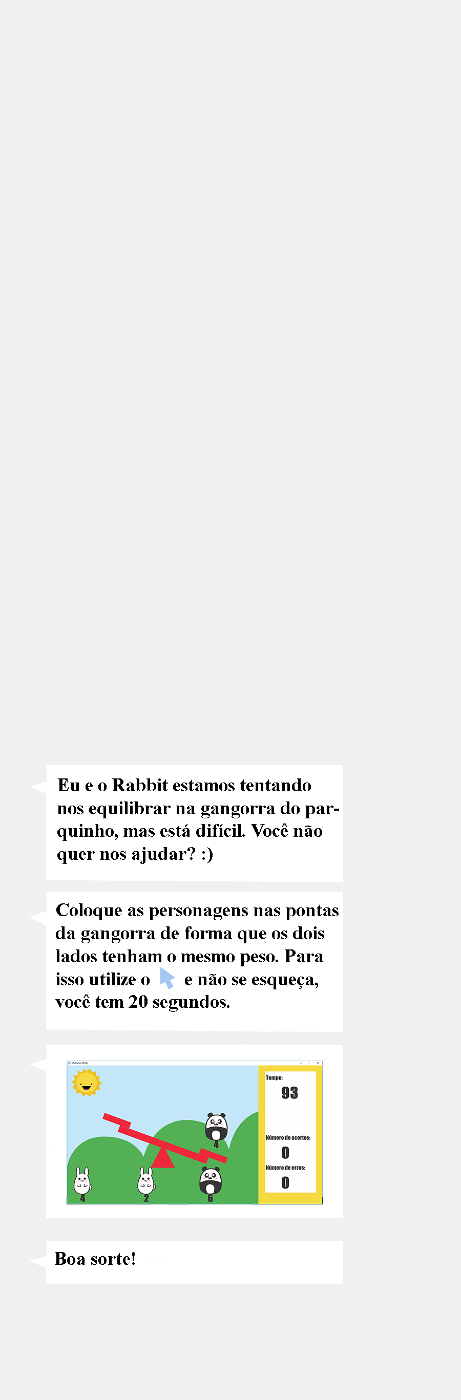 Eu e o Rabbit estamos tentando
nos equilibrar na gangorra do par-
quinho, mas está difícil. Você não
quer nos ajudar? :)
Coloque as personagens nas pontas
da gangorra de forma que os dois
lados tenham o mesmo peso. Para
isso utilize o e não se esqueça,
você tem 20 segundos.
Tempo:
93
4
Número de acertos:
0
Número de erros:
0
4 2 6
Boa sorte!